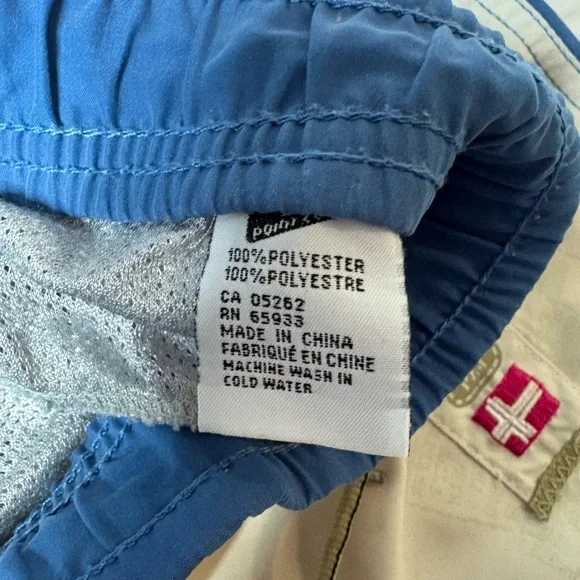 POINT
100%POLYESTER
100%POLYESTRE
CA 05262
RN 65933
MADE IN CHINA
FABRIQUÉ EN CHINE
MACHINE WASH IN
COLD WATER